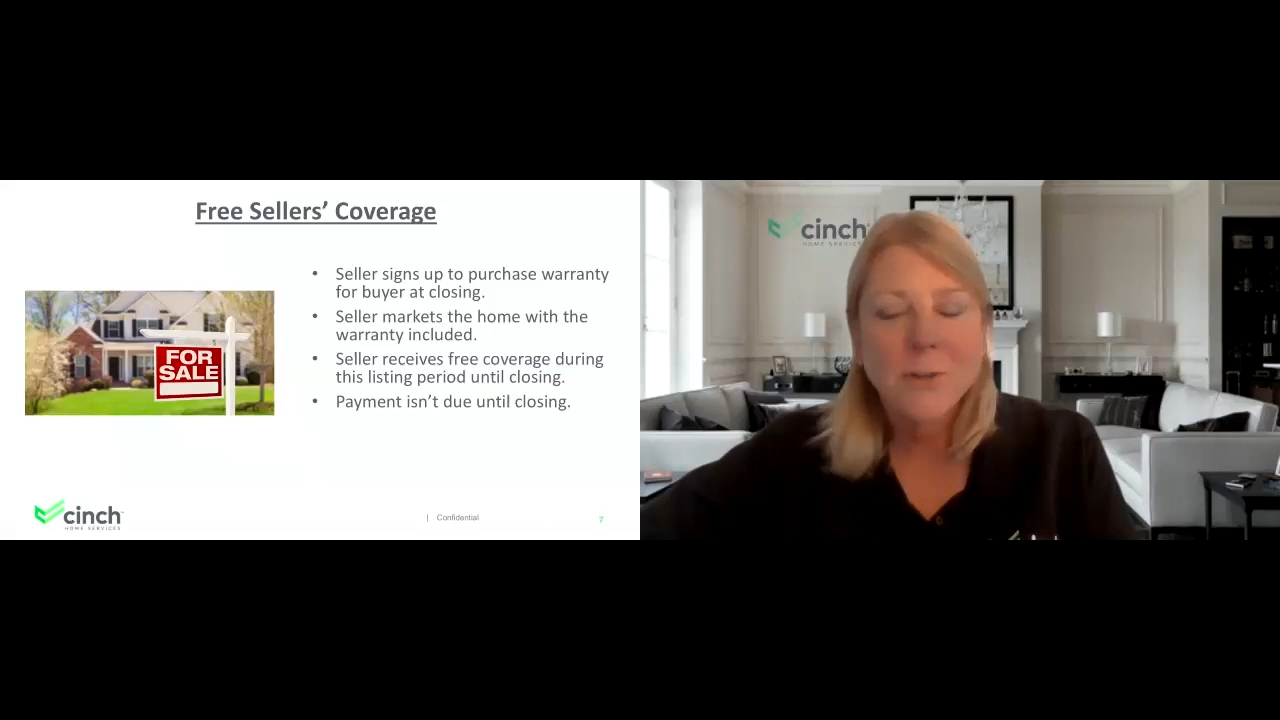 Free Sellers’ Coverage
• Seller signs up to purchase warranty
for buyer at closing.
• Seller markets the home with the
warranty included.
• Seller receives free coverage during
this listing period until closing.
• Payment isn’t due until closing.
FOR
SALE
cinch
HOME SERVICES
| Confidential
7
cinch
HOME SERVICES